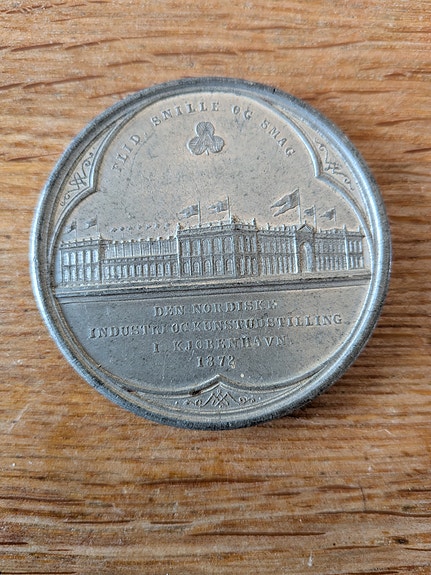 FLID SNILLE OG SMAG
DEN NORDISKE
INDUSTRI OG KUNSTUDSTILLING
I KJØBENHAVN
1872